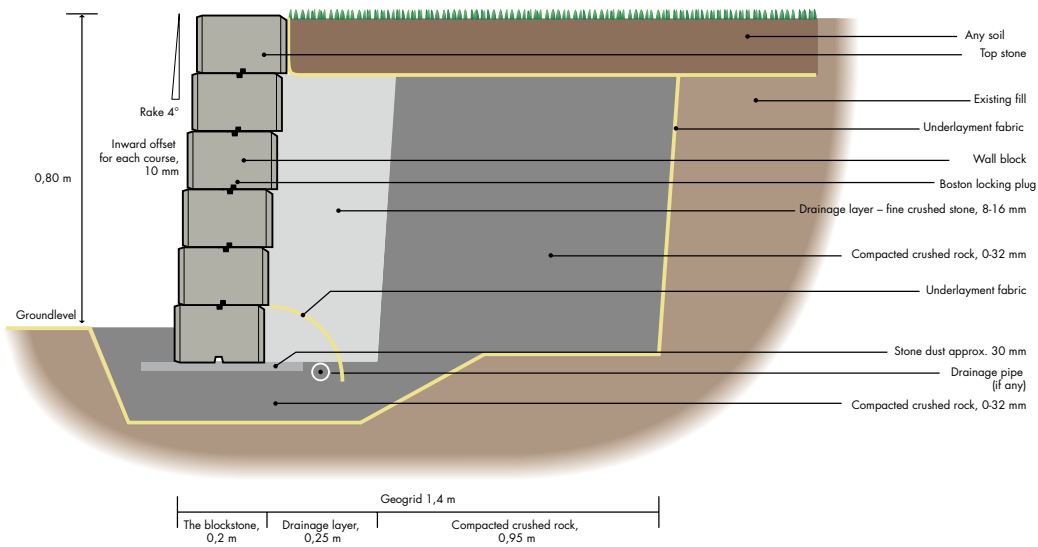 Any soil
Top stone
Rake 4°
Existing fill
Underlayment fabric
Inward offset
for each course,
10 mm
Wall block
0,80 m
Boston locking plug
Drainage layer – fine crushed stone, 8-16 mm
Compacted crushed rock, 0-32 mm
Underlayment fabric
Groundlevel
Stone dust approx. 30 mm
Drainage pipe
(if any)
Compacted crushed rock, 0-32 mm
Geogrid 1,4 m
The blockstone,
0,2 m
Drainage layer,
0,25 m
Compacted crushed rock,
0,95 m